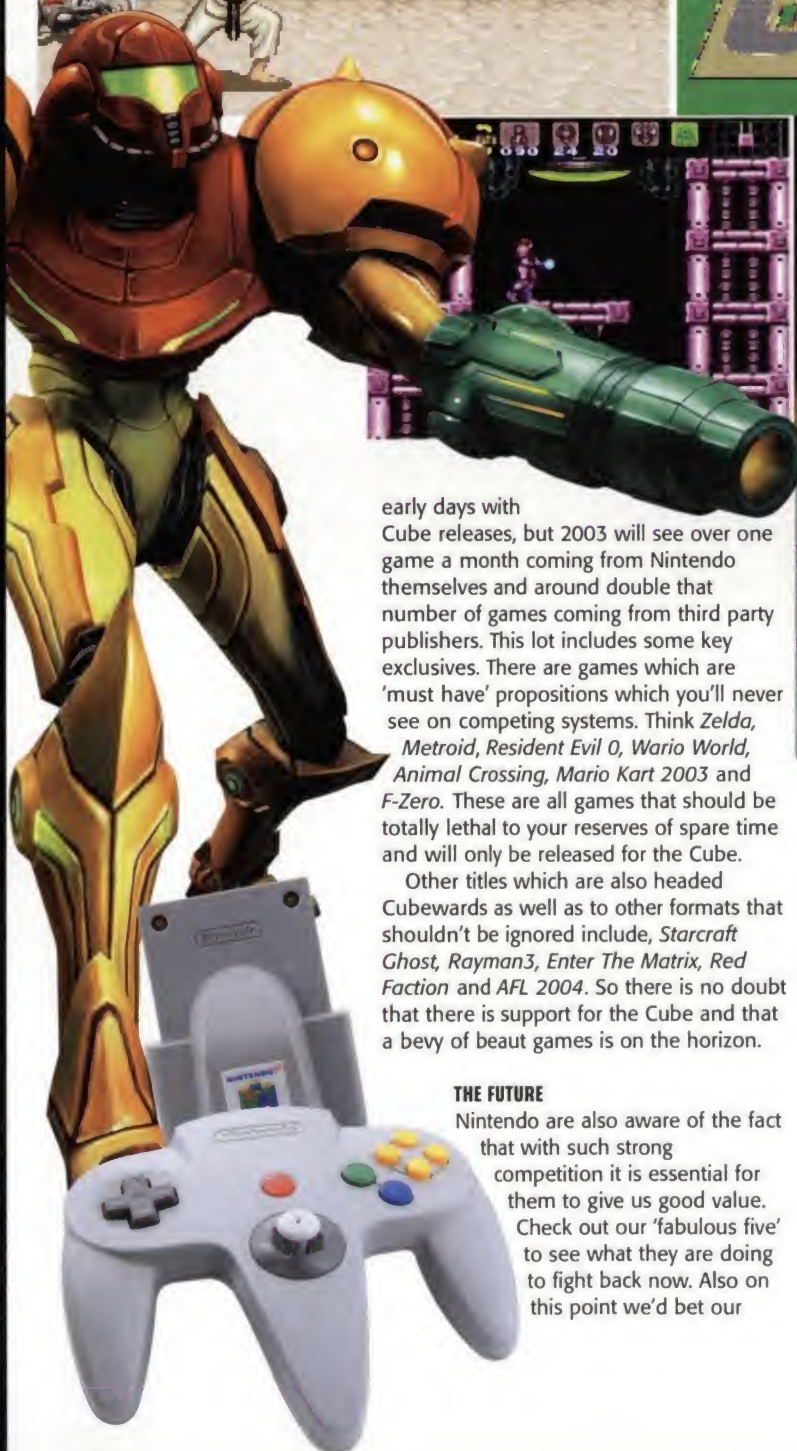 early days with
Cube releases, but 2003 will see over one
game a month coming from Nintendo
themselves and around double that
number of games coming from third party
publishers. This lot includes some key
exclusives. There are games which are
'must have' propositions which you'll never
see on competing systems. Think Zelda,
Metroid, Resident Evil 0, Wario World,
Animal Crossing, Mario Kart 2003 and
F-Zero. These are all games that should be
totally lethal to your reserves of spare time
and will only be released for the Cube.
Other titles which are also headed
Cubewards as well as to other formats that
shouldn't be ignored include, Starcraft
Ghost, Rayman3, Enter The Matrix, Red
Faction and AFL 2004. So there is no doubt
that there is support for the Cube and that
a bevy of beaut games is on the horizon.
THE FUTURE
Nintendo are also aware of the fact
that with such strong
competition it is essential for
them to give us good value.
Check out our 'fabulous five'
to see what they are doing
to fight back now. Also on
this point we'd bet our
Nintendo
NINTENDO
Nintendo